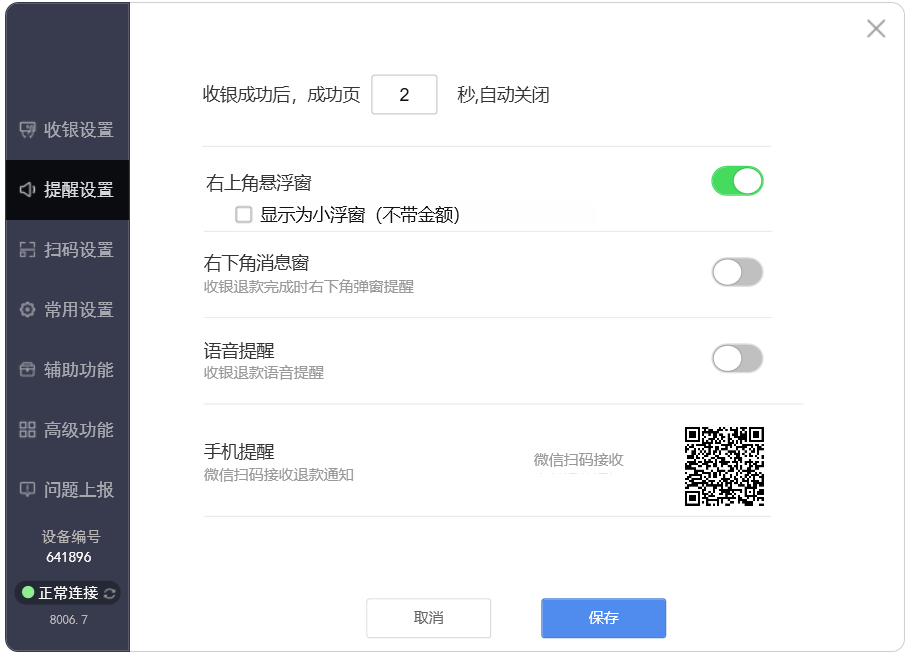 收银设置
提醒设置
扫码设置
常用设置
辅助功能
高级功能
问题上报
设备编号
641896
正常连接
8006.7
收银成功后，成功页 2 秒,自动关闭
右上角悬浮窗
显示为小浮窗（不带金额）
右下角消息窗
收银退款完成时右下角弹窗提醒
语音提醒
收银退款语音提醒
手机提醒
微信扫码接收退款通知
微信扫码接收
取消
保存